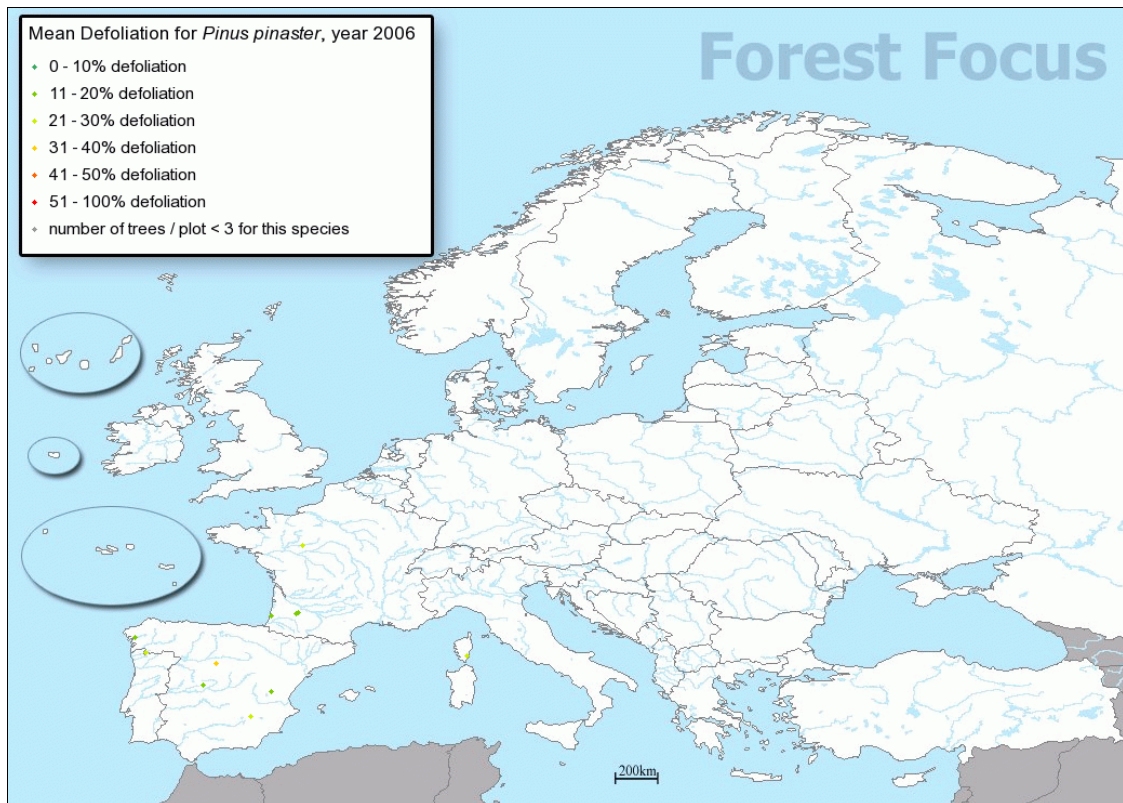 Mean Defoliation for Pinus pinaster, year 2006
0 - 10% defoliation
11 - 20% defoliation
21 - 30% defoliation
31 - 40% defoliation
41 - 50% defoliation
51 - 100% defoliation
number of trees / plot < 3 for this species
Forest Focus
200km